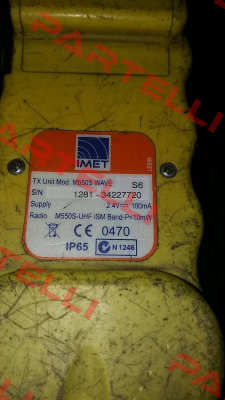 PARTELLI
IMET
TX Unit Mod. M550S WAVE S6
S/N 1281 - 34227720
Supply 2.4V⎓ 100mA
Radio M550S-UHF ISM Band-P<10mW
CE 0470
IP65 N 1246
PARTELLI